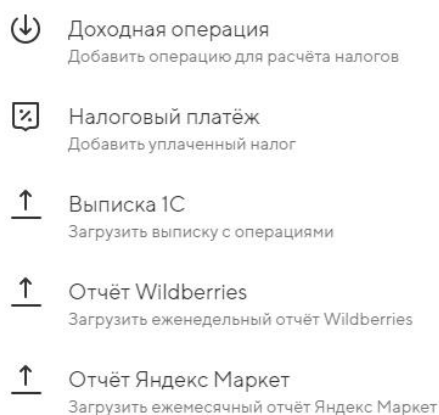 Доходная операция
Добавить операцию для расчёта налогов
Налоговый платёж
Добавить уплаченный налог
Выписка 1С
Загрузить выписку с операциями
Отчёт Wildberries
Загрузить еженедельный отчёт Wildberries
Отчёт Яндекс Маркет
Загрузить ежемесячный отчёт Яндекс Маркет